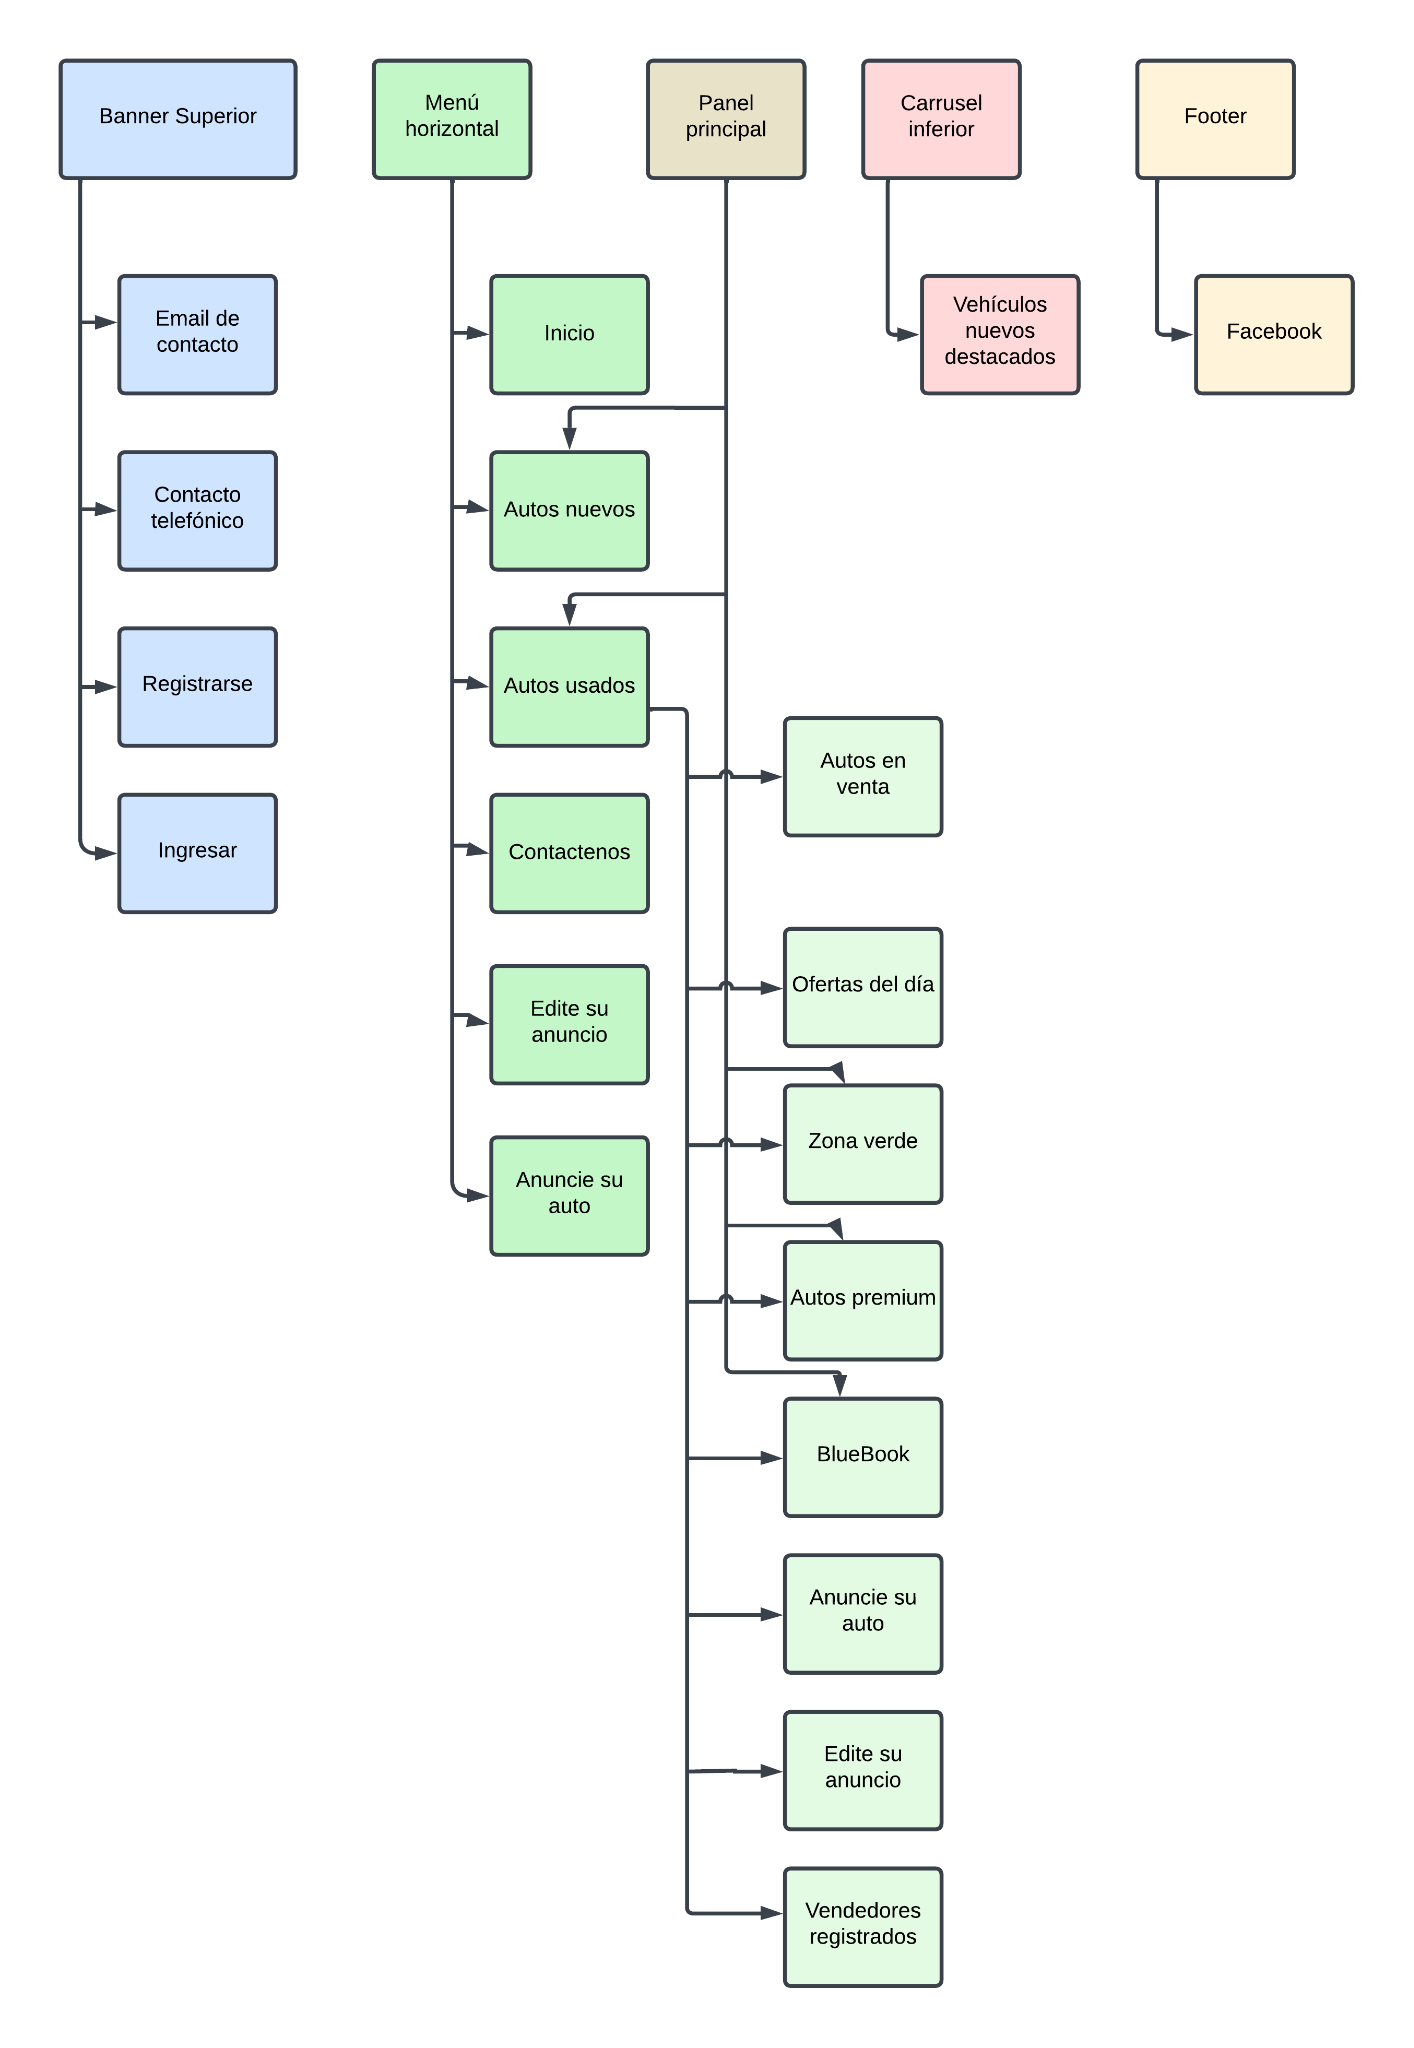 Banner Superior
Menú
horizontal
Panel
principal
Carrusel
inferior
Footer
Email de
contacto
Inicio
Vehículos
nuevos
destacados
Facebook
Contacto
telefónico
Autos nuevos
Registrarse
Autos usados
Autos en
venta
Ingresar
Contactenos
Ofertas del día
Edite su
anuncio
Zona verde
Anuncie su
auto
Autos premium
BlueBook
Anuncie su
auto
Edite su
anuncio
Vendedores
registrados